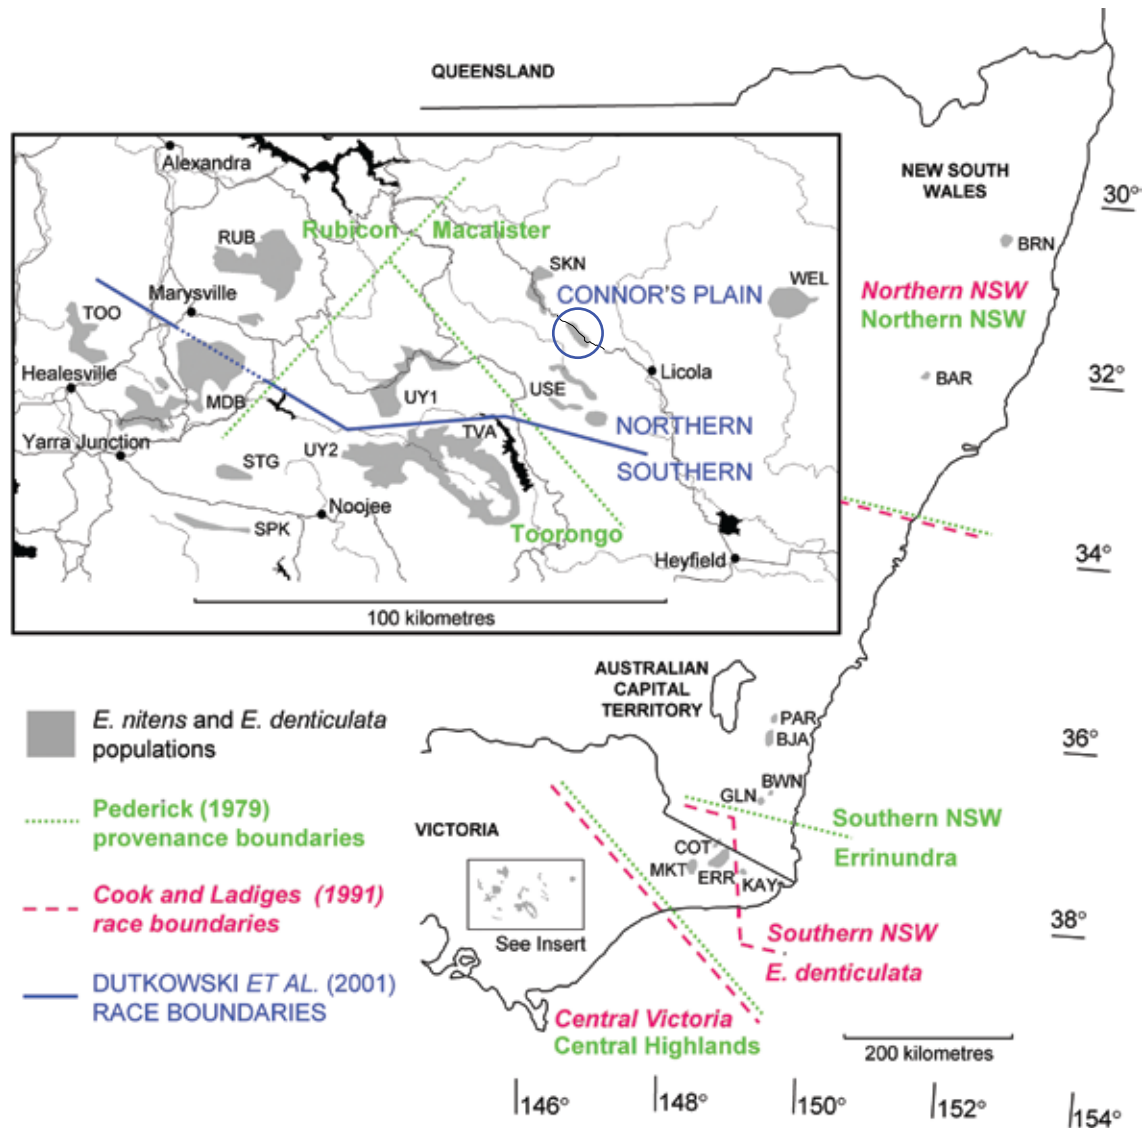 QUEENSLAND
NEW SOUTH
WALES
30°
BRN
Northern NSW
Northern NSW
32°
BAR
34°
Alexandra
Rubicon Macalister
RUB
SKN
WEL
CONNOR'S PLAIN
Marysville
TOO
Licola
Healesville
MDB
UY1
USE
NORTHERN
Yarra Junction
UY2
TVA
SOUTHERN
STG
Noojee
SPK
Toorongo
Heyfield
100 kilometres
AUSTRALIAN
CAPITAL
TERRITORY
PAR
BJA
36°
BWN
GLN
Southern NSW
Errinundra
VICTORIA
COT
MKT
ERR
KAY
See Insert
38°
Southern NSW
E. denticulata
Central Victoria
Central Highlands
200 kilometres
E. nitens and E. denticulata
populations
Pederick (1979)
provenance boundaries
Cook and Ladiges (1991)
race boundaries
DUTKOWSKI ET AL. (2001)
RACE BOUNDARIES
146°
148°
150°
152°
154°